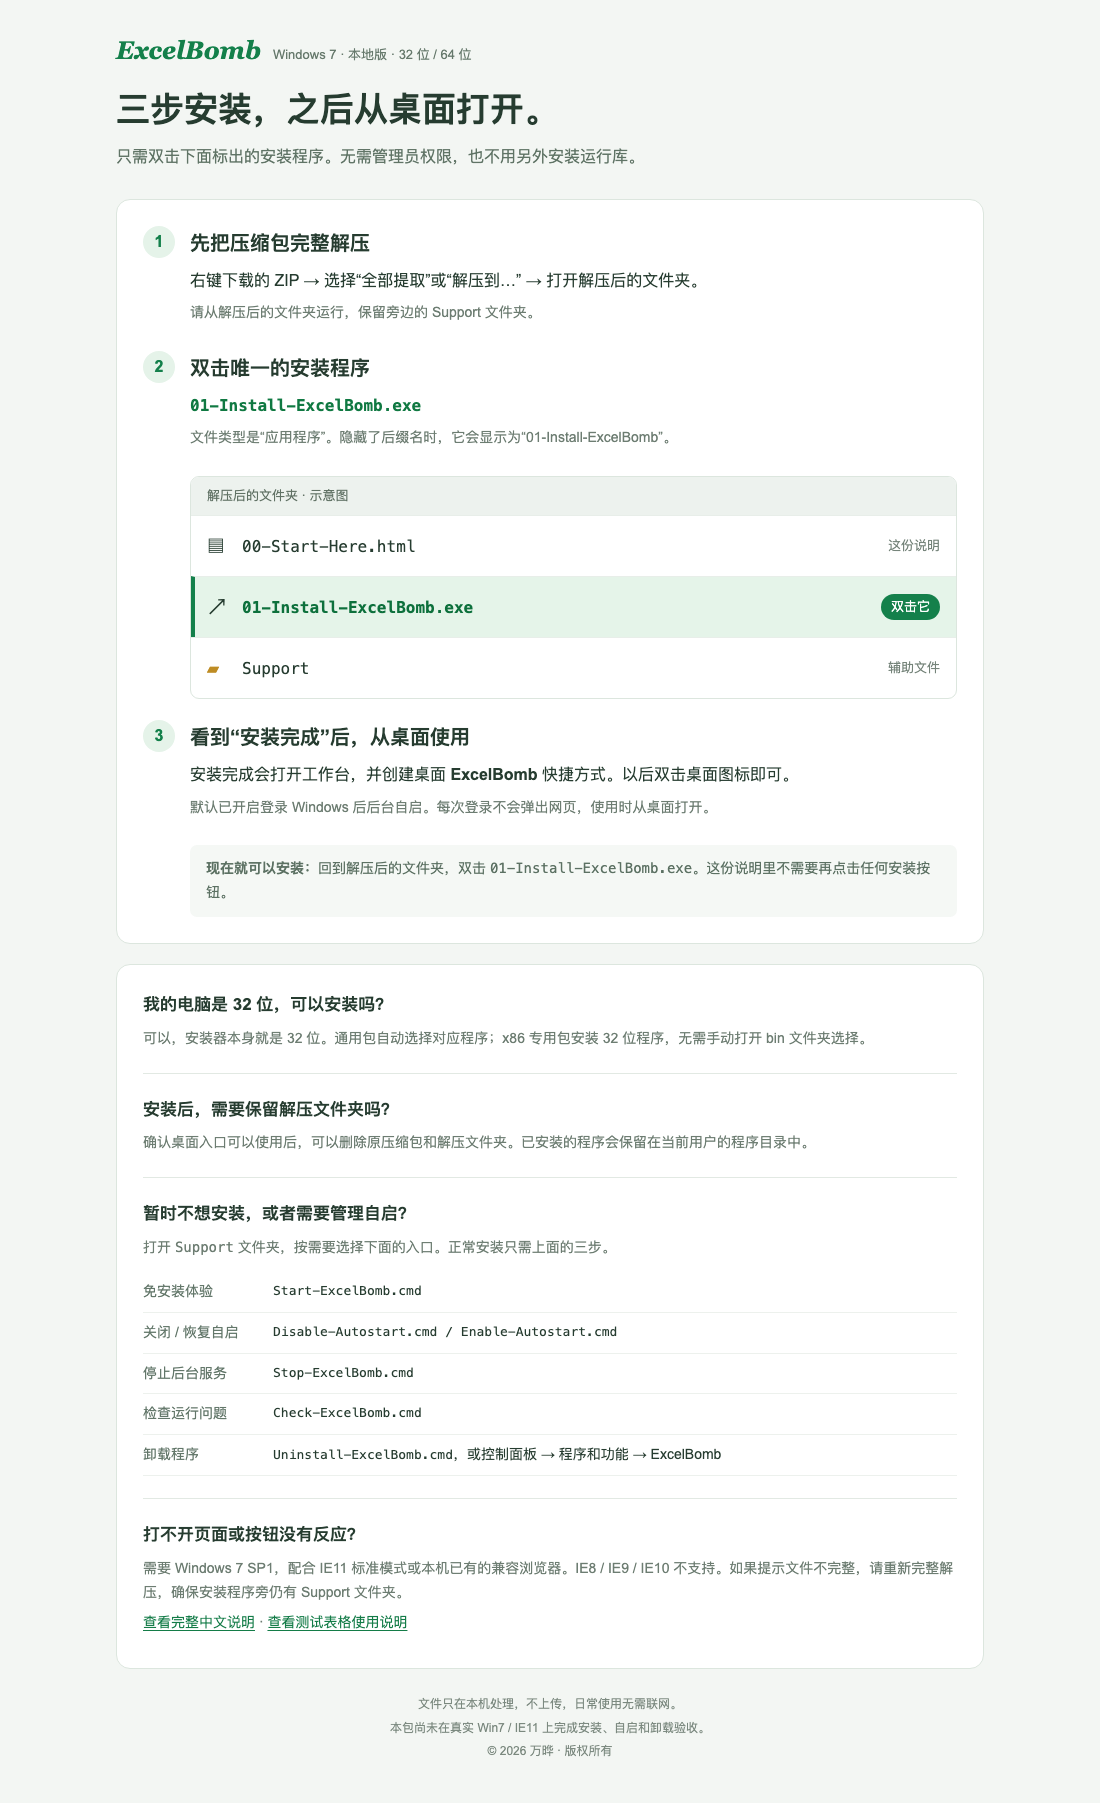 ExcelBomb Windows 7 · 本地版 · 32 位 / 64 位
三步安装，之后从桌面打开。
只需双击下面标出的安装程序。无需管理员权限，也不用另外安装运行库。
1 先把压缩包完整解压
右键下载的 ZIP → 选择“全部提取”或“解压到…” → 打开解压后的文件夹。
请从解压后的文件夹运行，保留旁边的 Support 文件夹。
2 双击唯一的安装程序
01-Install-ExcelBomb.exe
文件类型是“应用程序”。隐藏了后缀名时，它会显示为“01-Install-ExcelBomb”。
解压后的文件夹 · 示意图
00-Start-Here.html 这份说明
01-Install-ExcelBomb.exe 双击它
Support 辅助文件
3 看到“安装完成”后，从桌面使用
安装完成会打开工作台，并创建桌面 ExcelBomb 快捷方式。以后双击桌面图标即可。
默认已开启登录 Windows 后后台自启。每次登录不会弹出网页，使用时从桌面打开。
现在就可以安装：回到解压后的文件夹，双击 01-Install-ExcelBomb.exe。这份说明里不需要再点击任何安装按
钮。
我的电脑是 32 位，可以安装吗？
可以，安装器本身就是 32 位。通用包自动选择对应程序；x86 专用包安装 32 位程序，无需手动打开 bin 文件夹选择。
安装后，需要保留解压文件夹吗？
确认桌面入口可以使用后，可以删除原压缩包和解压文件夹。已安装的程序会保留在当前用户的程序目录中。
暂时不想安装，或者需要管理自启？
打开 Support 文件夹，按需要选择下面的入口。正常安装只需上面的三步。
免安装体验 Start-ExcelBomb.cmd
关闭 / 恢复自启 Disable-Autostart.cmd / Enable-Autostart.cmd
停止后台服务 Stop-ExcelBomb.cmd
检查运行问题 Check-ExcelBomb.cmd
卸载程序 Uninstall-ExcelBomb.cmd，或控制面板 → 程序和功能 → ExcelBomb
打不开页面或按钮没有反应？
需要 Windows 7 SP1，配合 IE11 标准模式或本机已有的兼容浏览器。IE8 / IE9 / IE10 不支持。如果提示文件不完整，请重新完整解
压，确保安装程序旁仍有 Support 文件夹。
查看完整中文说明 · 查看测试表格使用说明
文件只在本机处理，不上传，日常使用无需联网。
本包尚未在真实 Win7 / IE11 上完成安装、自启和卸载验收。
© 2026 万晔 · 版权所有